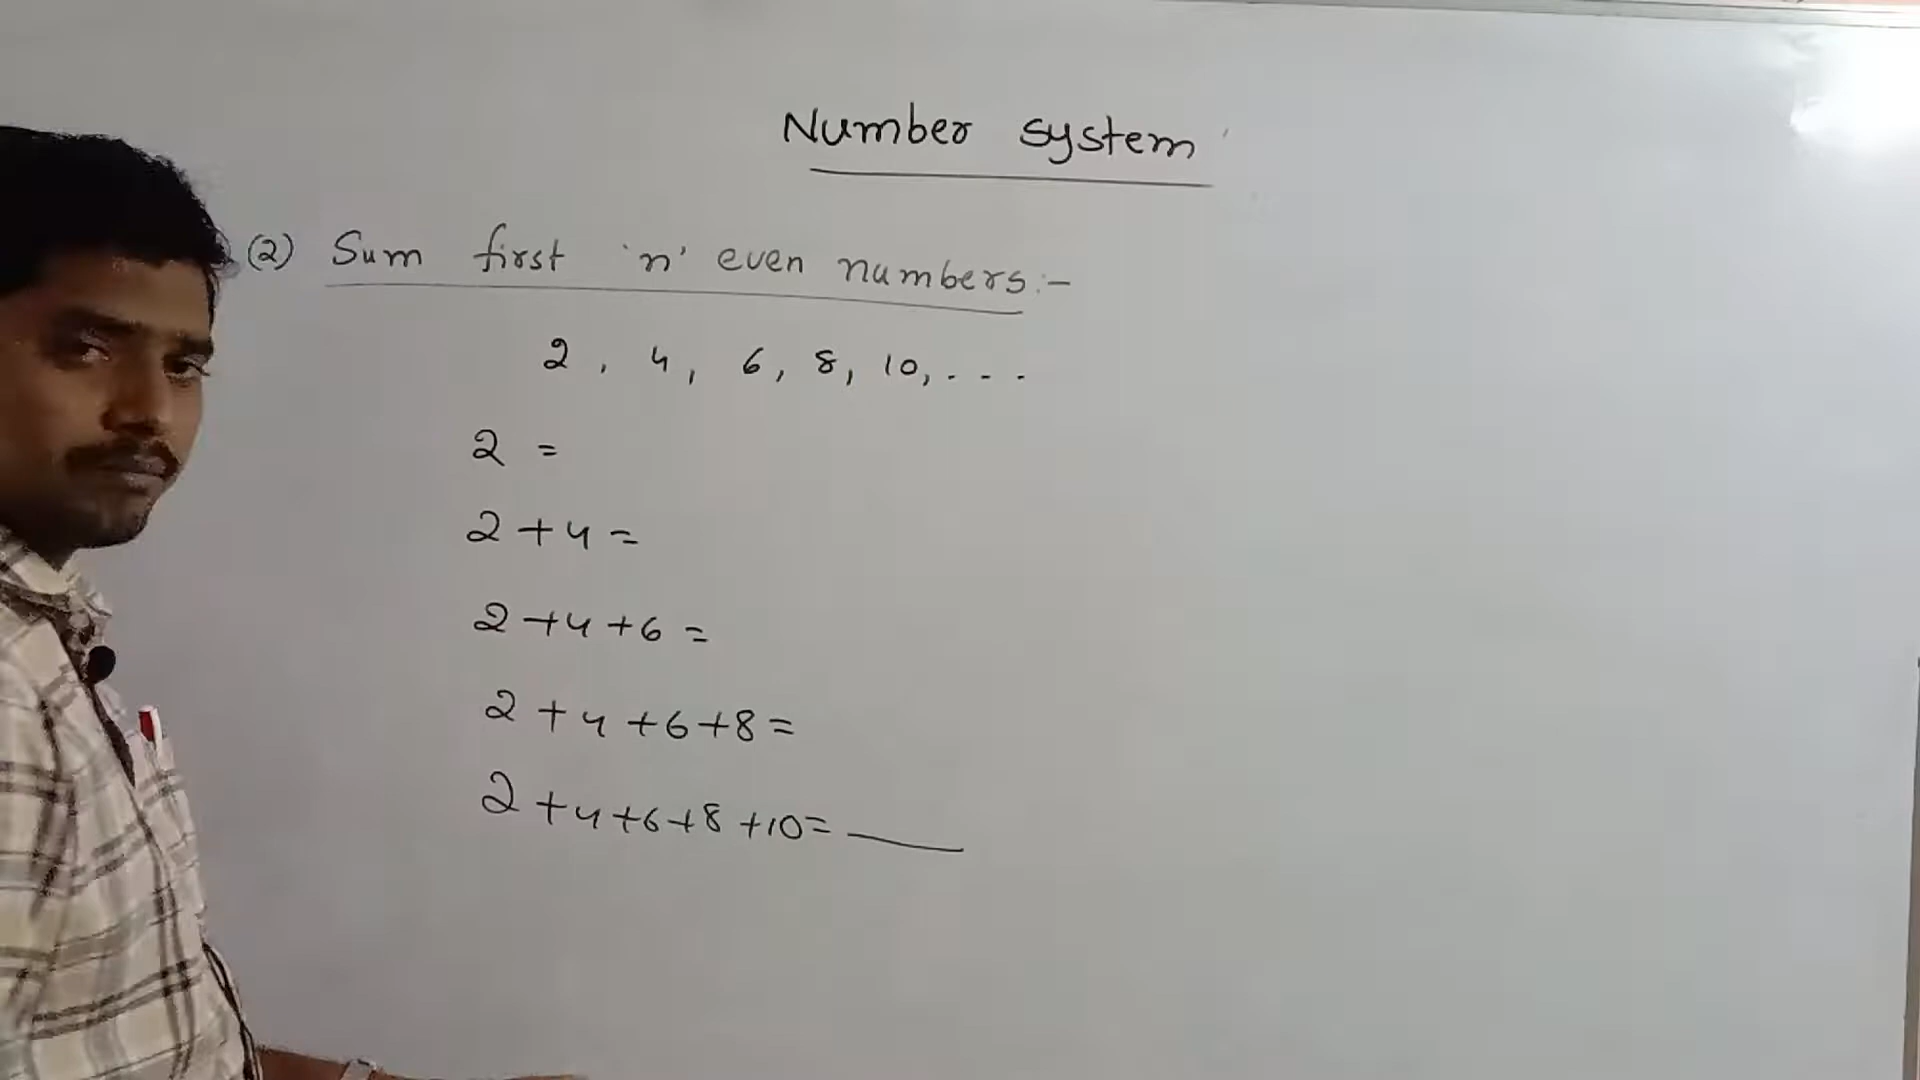 Number system
(2) Sum first 'n' even numbers:-
2, 4, 6, 8, 10, ...
2 =
2+4=
2+4+6=
2+4+6+8=
2+4+6+8+10=___